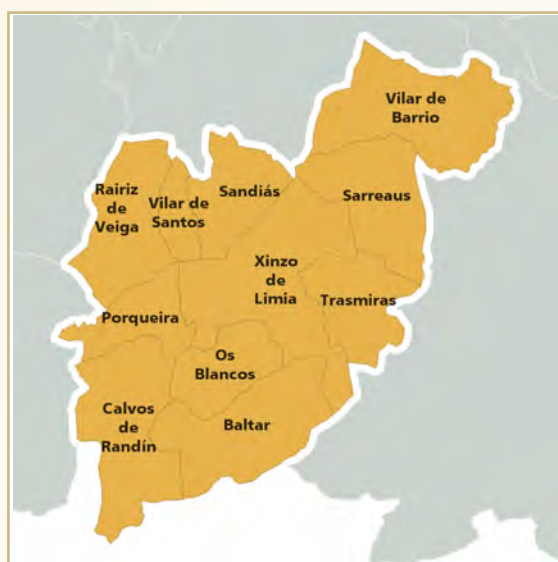 Vilar de
Barrio
Rairiz
de
Veiga
Vilar de
Santos
Sandiás
Sarreaus
Xinzo
de
Limia
Trasmiras
Porqueira
Os
Blancos
Calvos
de
Randín
Baltar